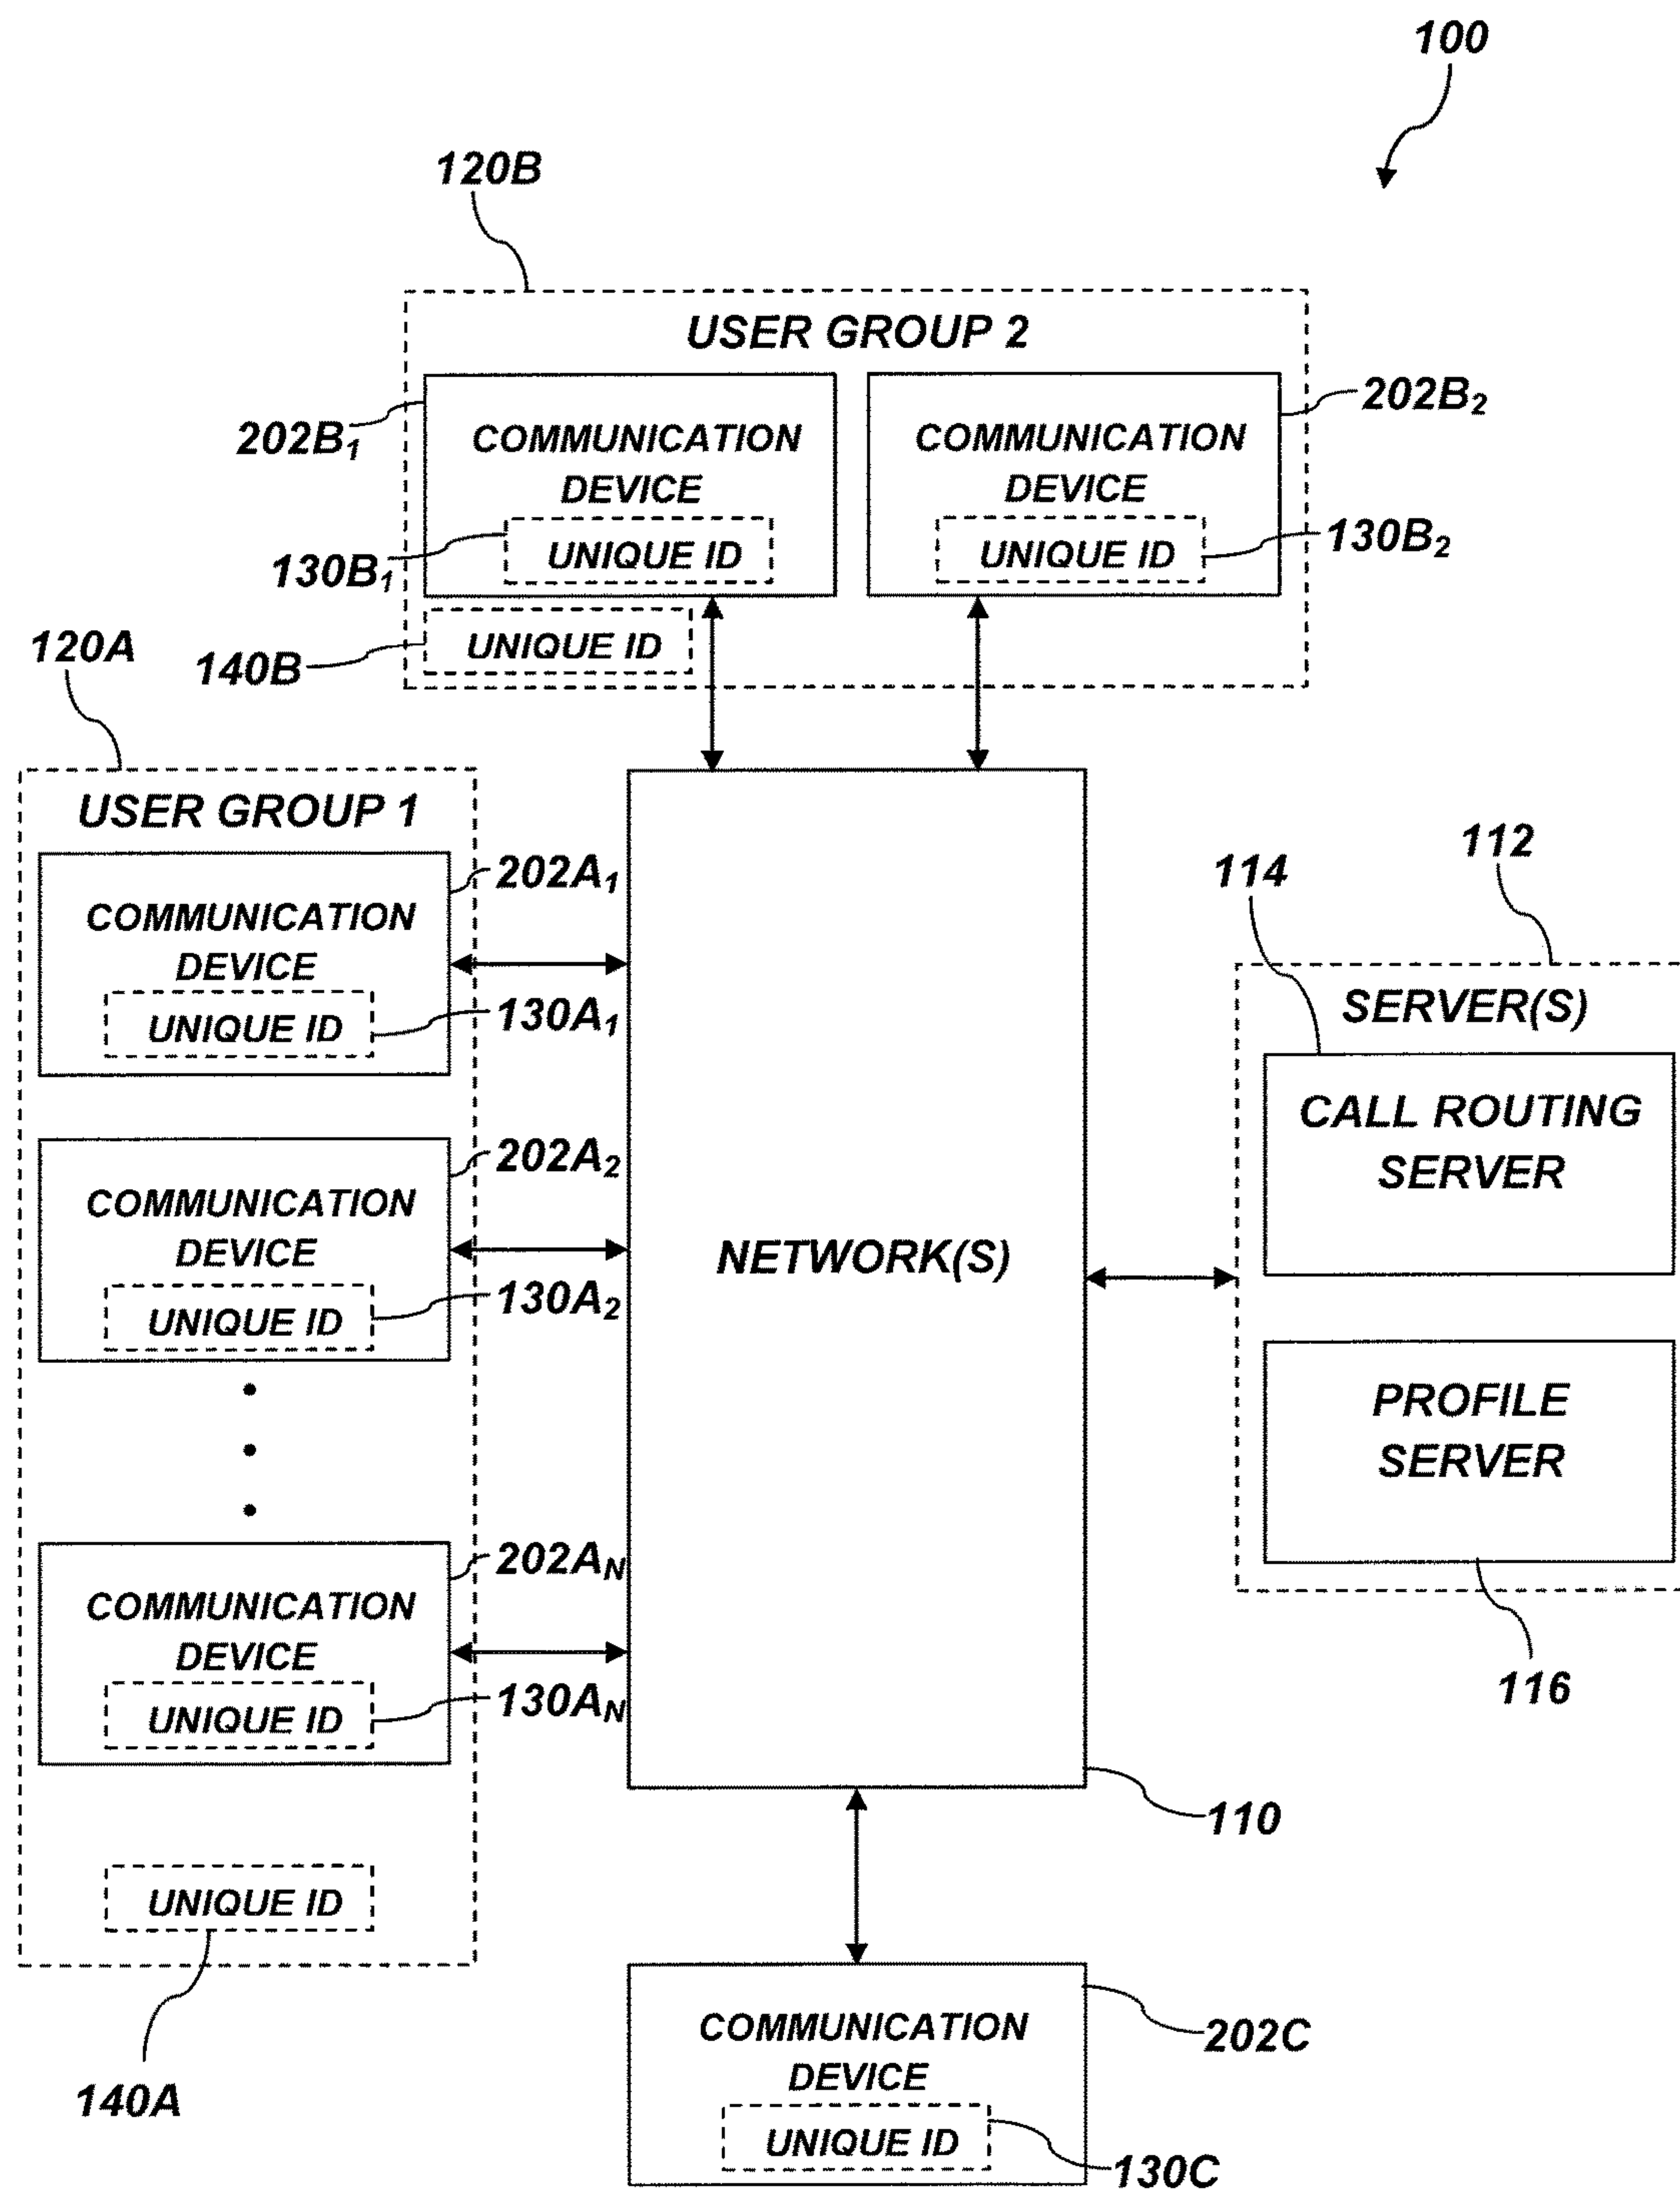 100
120B
USER GROUP 2
202B1
COMMUNICATION
DEVICE
UNIQUE ID
130B1
COMMUNICATION
DEVICE
UNIQUE ID
202B2
130B2
UNIQUE ID
140B
120A
USER GROUP 1
COMMUNICATION
DEVICE
UNIQUE ID
202A1
130A1
COMMUNICATION
DEVICE
UNIQUE ID
202A2
130A2
COMMUNICATION
DEVICE
UNIQUE ID
202AN
130AN
UNIQUE ID
140A
NETWORK(S)
110
112
114
SERVER(S)
CALL ROUTING
SERVER
PROFILE
SERVER
116
COMMUNICATION
DEVICE
UNIQUE ID
202C
130C